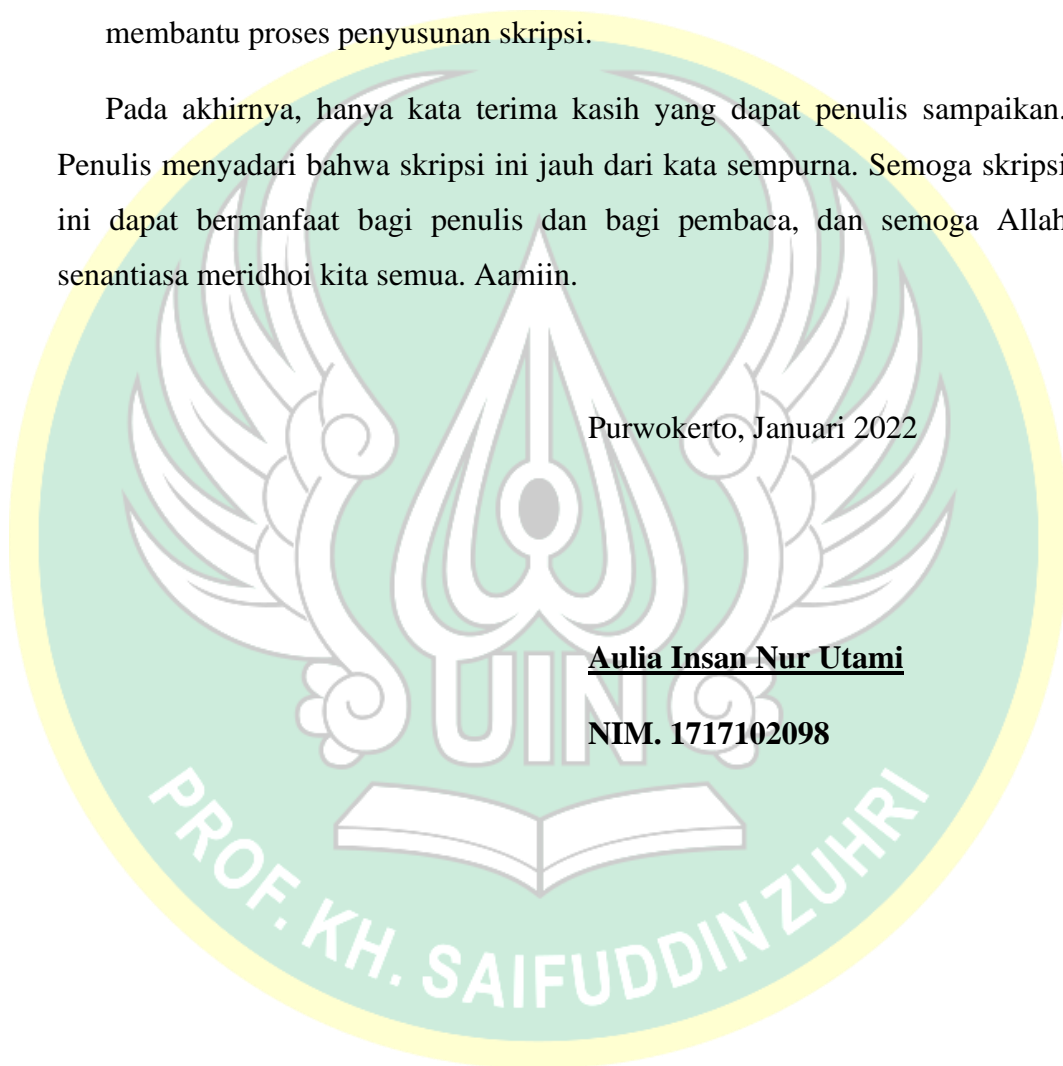 membantu proses penyusunan skripsi.
Pada akhirnya, hanya kata terima kasih yang dapat penulis sampaikan.
Penulis menyadari bahwa skripsi ini jauh dari kata sempurna. Semoga skripsi
ini dapat bermanfaat bagi penulis dan bagi pembaca, dan semoga Allah
senantiasa meridhoi kita semua. Aamiin.
Purwokerto, Januari 2022
Aulia Insan Nur Utami
NIM. 1717102098
UIN
PROF. KH. SAIFUDDIN ZUHRI